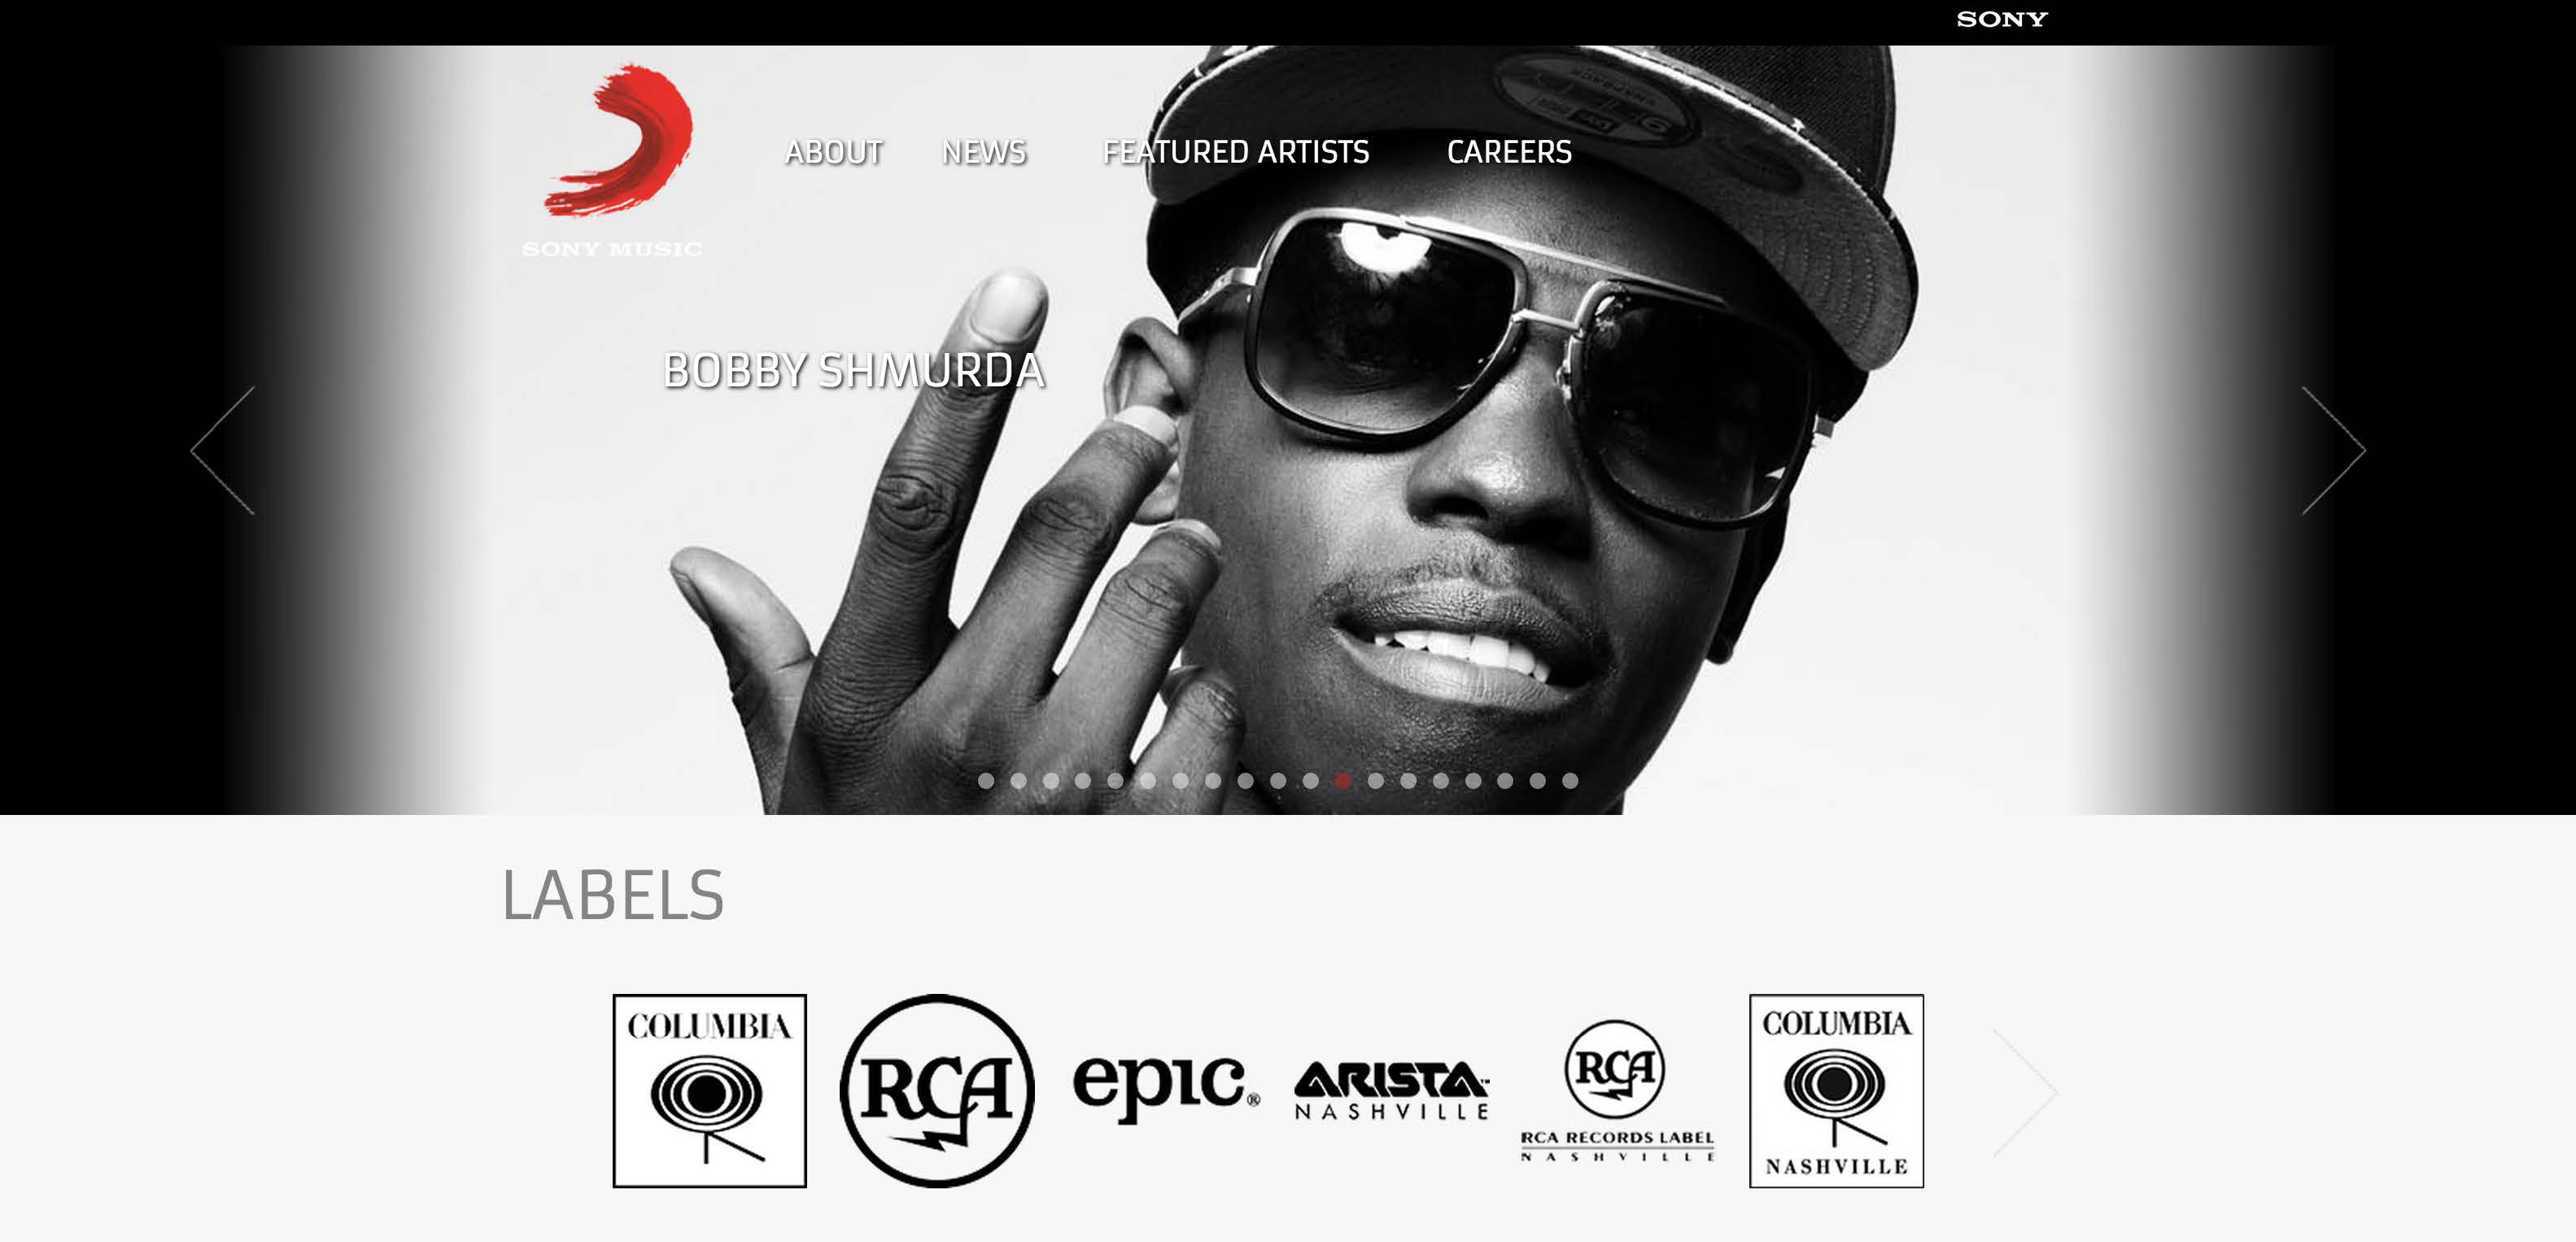 SONY
SONY MUSIC
ABOUT NEWS FEATURED ARTISTS CAREERS
BOBBY SHMURDA
LABELS
COLUMBIA
RCA
epic®
ARISTA™
NASHVILLE
RCA
RCA RECORDS LABEL
NASHVILLE
COLUMBIA
NASHVILLE